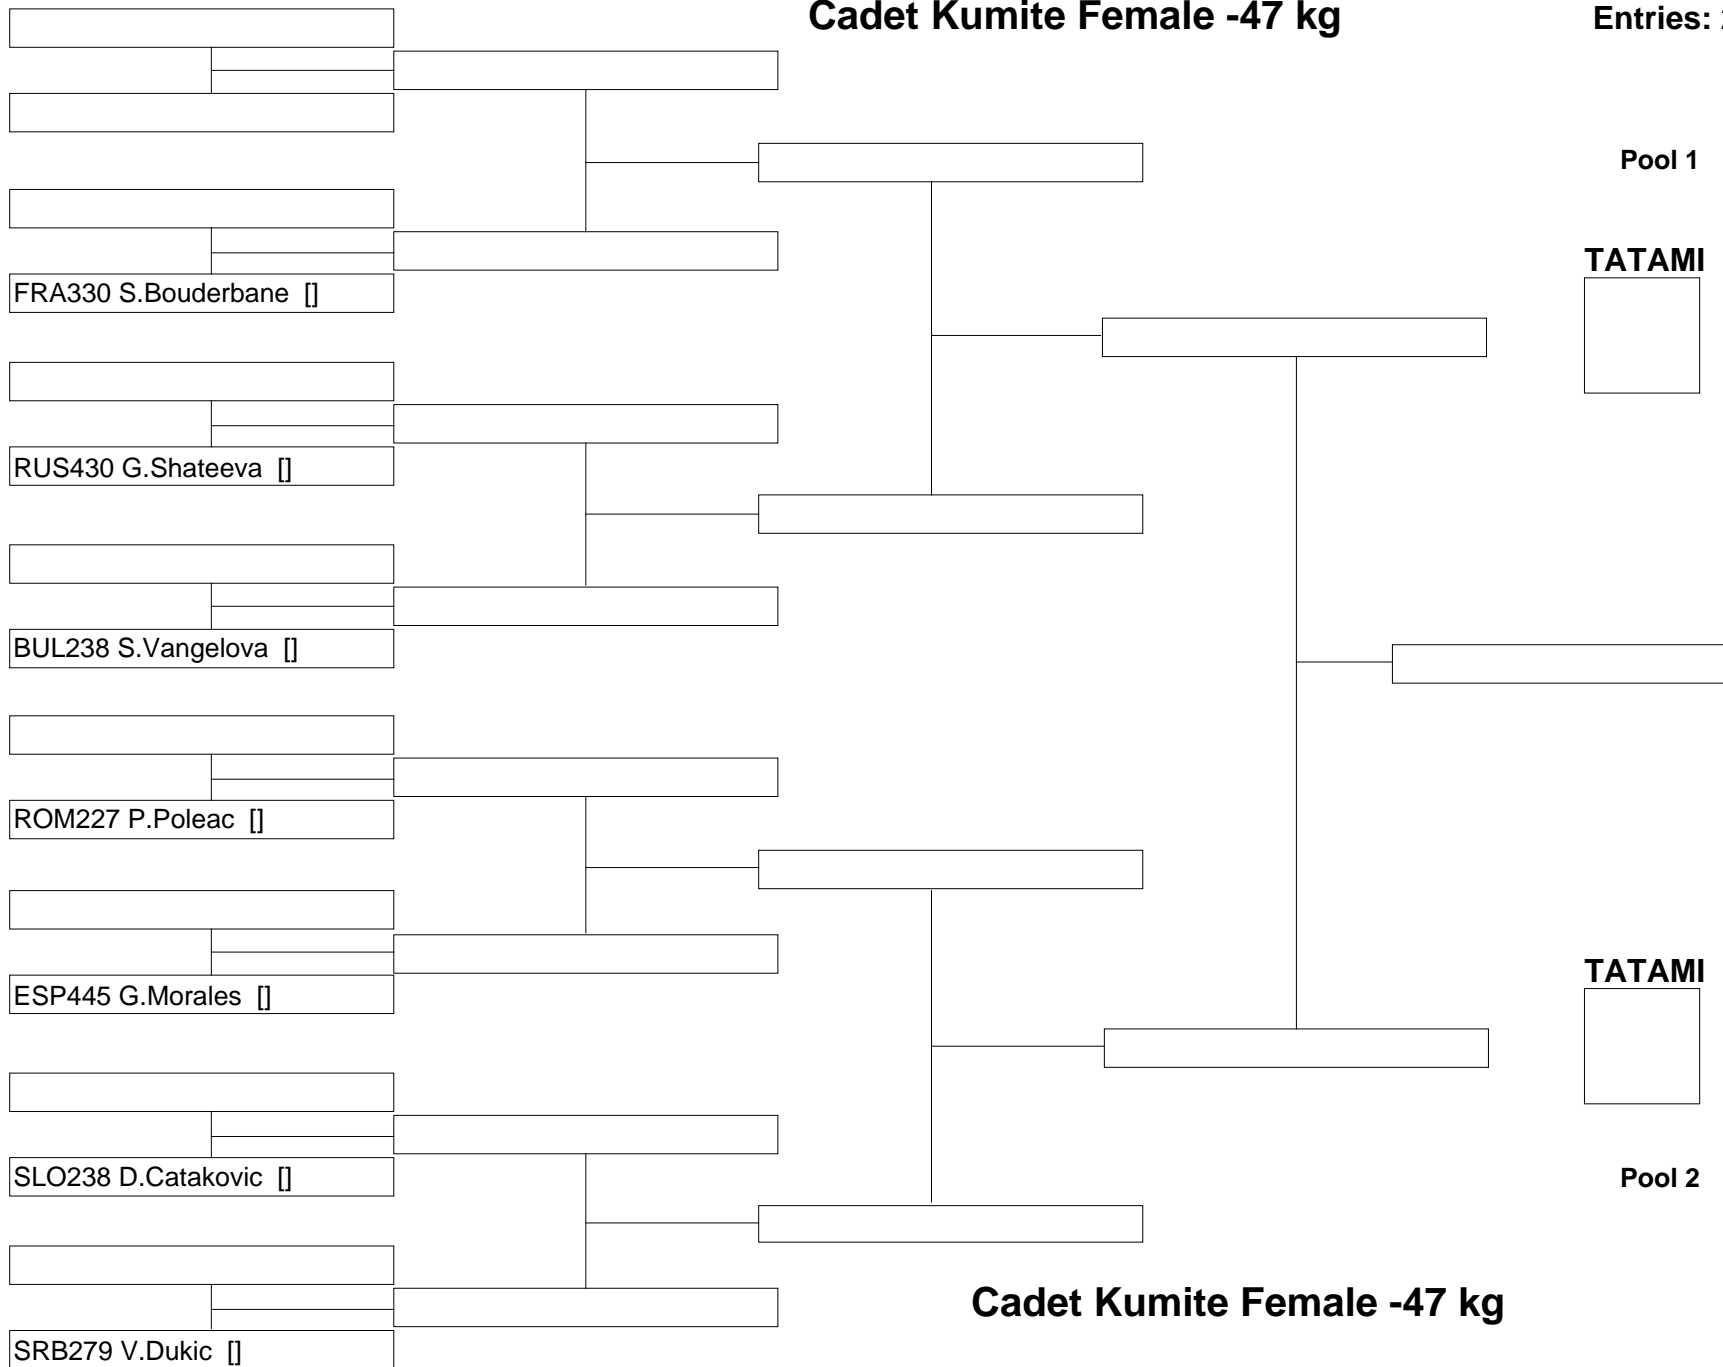 Cadet Kumite Female -47 kg
Entries:
Pool 1
TATAMI
FRA330 S.Bouderbane []
RUS430 G.Shateeva []
BUL238 S.Vangelova []
ROM227 P.Poleac []
ESP445 G.Morales []
TATAMI
SLO238 D.Catakovic []
Pool 2
Cadet Kumite Female -47 kg
SRB279 V.Dukic []